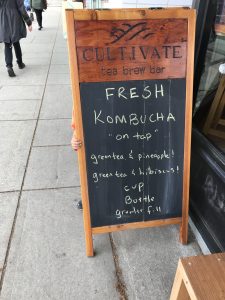 CULTIVATE
tea brew bar
FRESH
KOMBUCHA
"on tap"
green tea & pineapple!
green tea & hibiscus!
cup
Bottle
growler fill